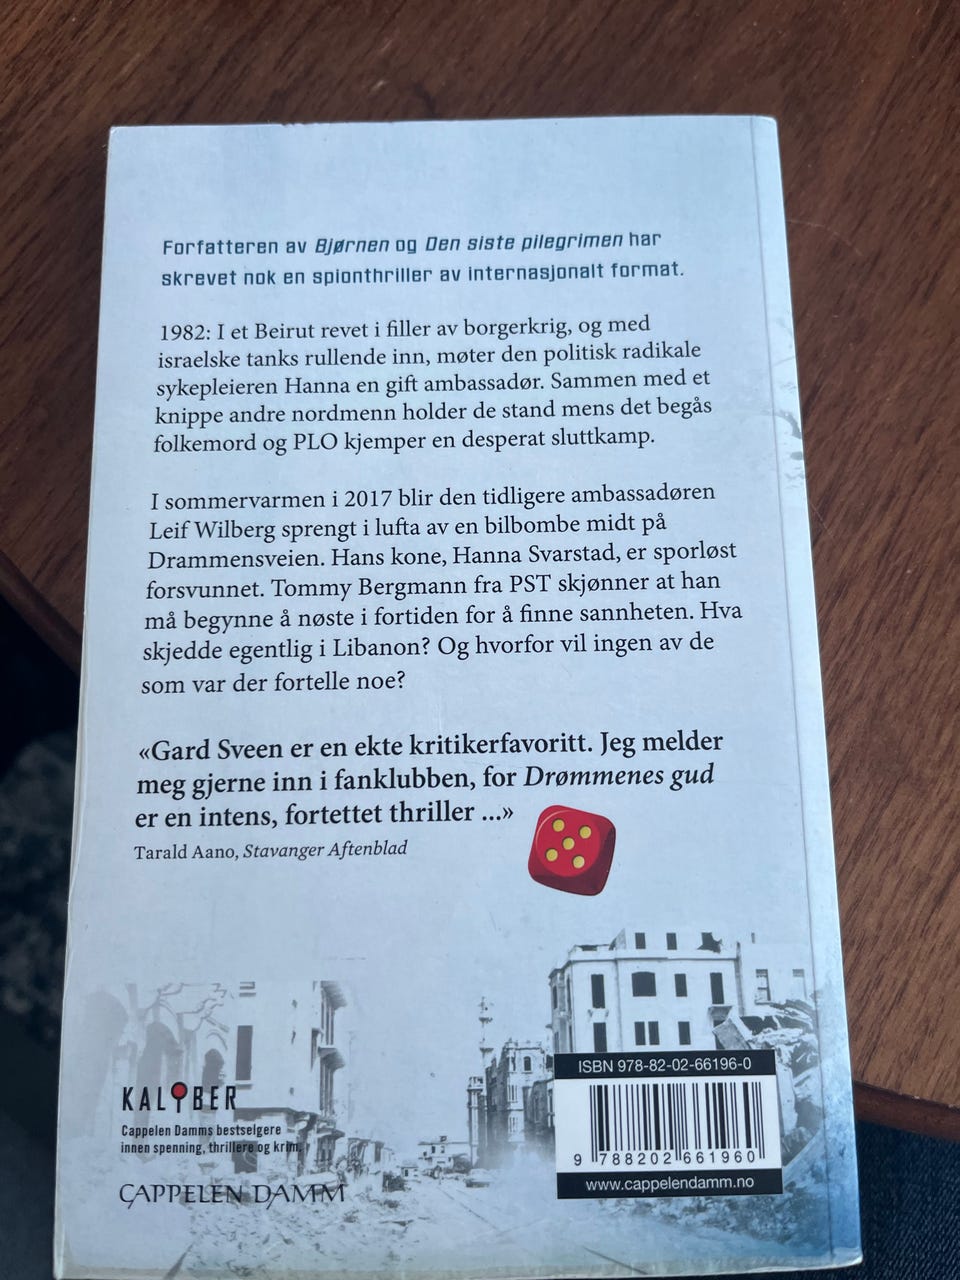 Forfatteren av Bjørnen og Den siste pilegrimen har
skrevet nok en spionthriller av internasjonalt format.
1982: I et Beirut revet i filler av borgerkrig, og med
israelske tanks rullende inn, møter den politisk radikale
sykepleieren Hanna en gift ambassadør. Sammen med et
knippe andre nordmenn holder de stand mens det begås
folkemord og PLO kjemper en desperat sluttkamp.
I sommervarmen i 2017 blir den tidligere ambassadøren
Leif Wilberg sprengt i lufta av en bilbombe midt på
Drammensveien. Hans kone, Hanna Svarstad, er sporløst
forsvunnet. Tommy Bergmann fra PST skjønner at han
må begynne å nøste i fortiden for å finne sannheten. Hva
skjedde egentlig i Libanon? Og hvorfor vil ingen av de
som var der fortelle noe?
«Gard Sveen er en ekte kritikerfavoritt. Jeg melder
meg gjerne inn i fanklubben, for Drømmenes gud
er en intens, fortettet thriller ...»
Tarald Aano, Stavanger Aftenblad
KALIBER
Cappelen Damms bestselgere
innen spenning, thrillere og krim.
CAPPELEN DAMM
ISBN 978-82-02-66196-0
9 788202 661960
www.cappelendamm.no